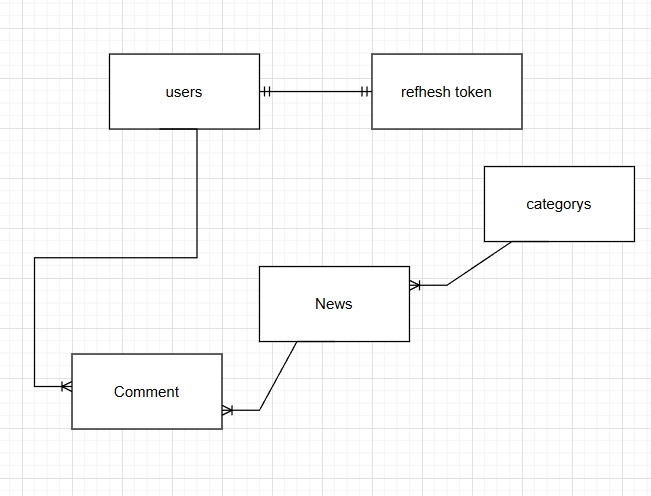 users
refhesh token
categorys
News
Comment